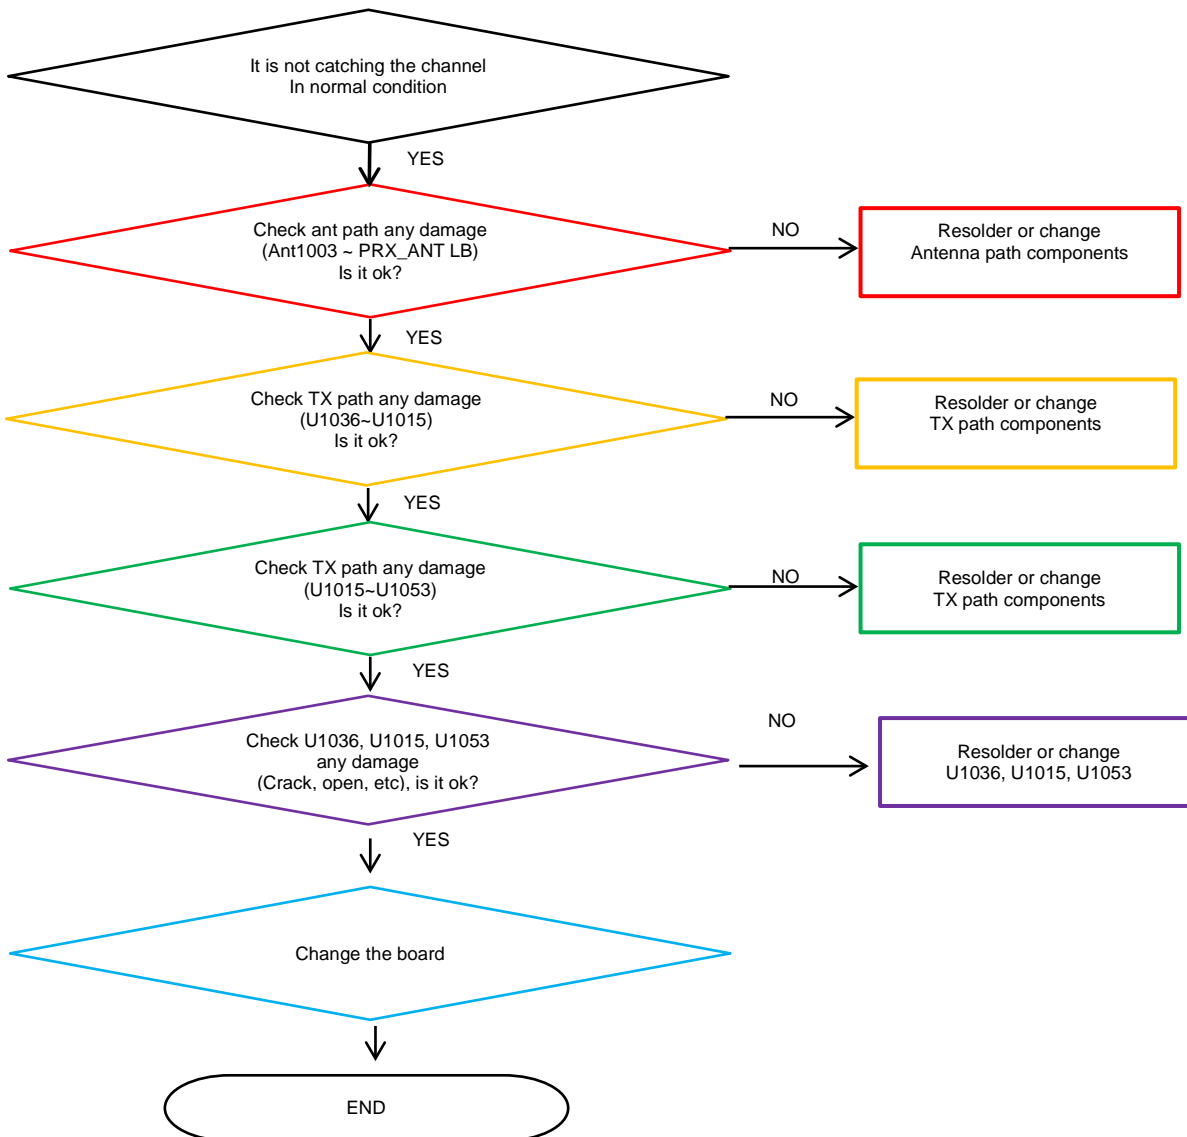 It is not catching the channel
In normal condition
YES
Check ant path any damage
(Ant1003 ~ PRX_ANT LB)
Is it ok?
NO
Resolder or change
Antenna path components
YES
Check TX path any damage
(U1036~U1015)
Is it ok?
NO
Resolder or change
TX path components
YES
Check TX path any damage
(U1015~U1053)
Is it ok?
NO
Resolder or change
TX path components
YES
Check U1036, U1015, U1053
any damage
(Crack, open, etc), is it ok?
NO
Resolder or change
U1036, U1015, U1053
YES
Change the board
END